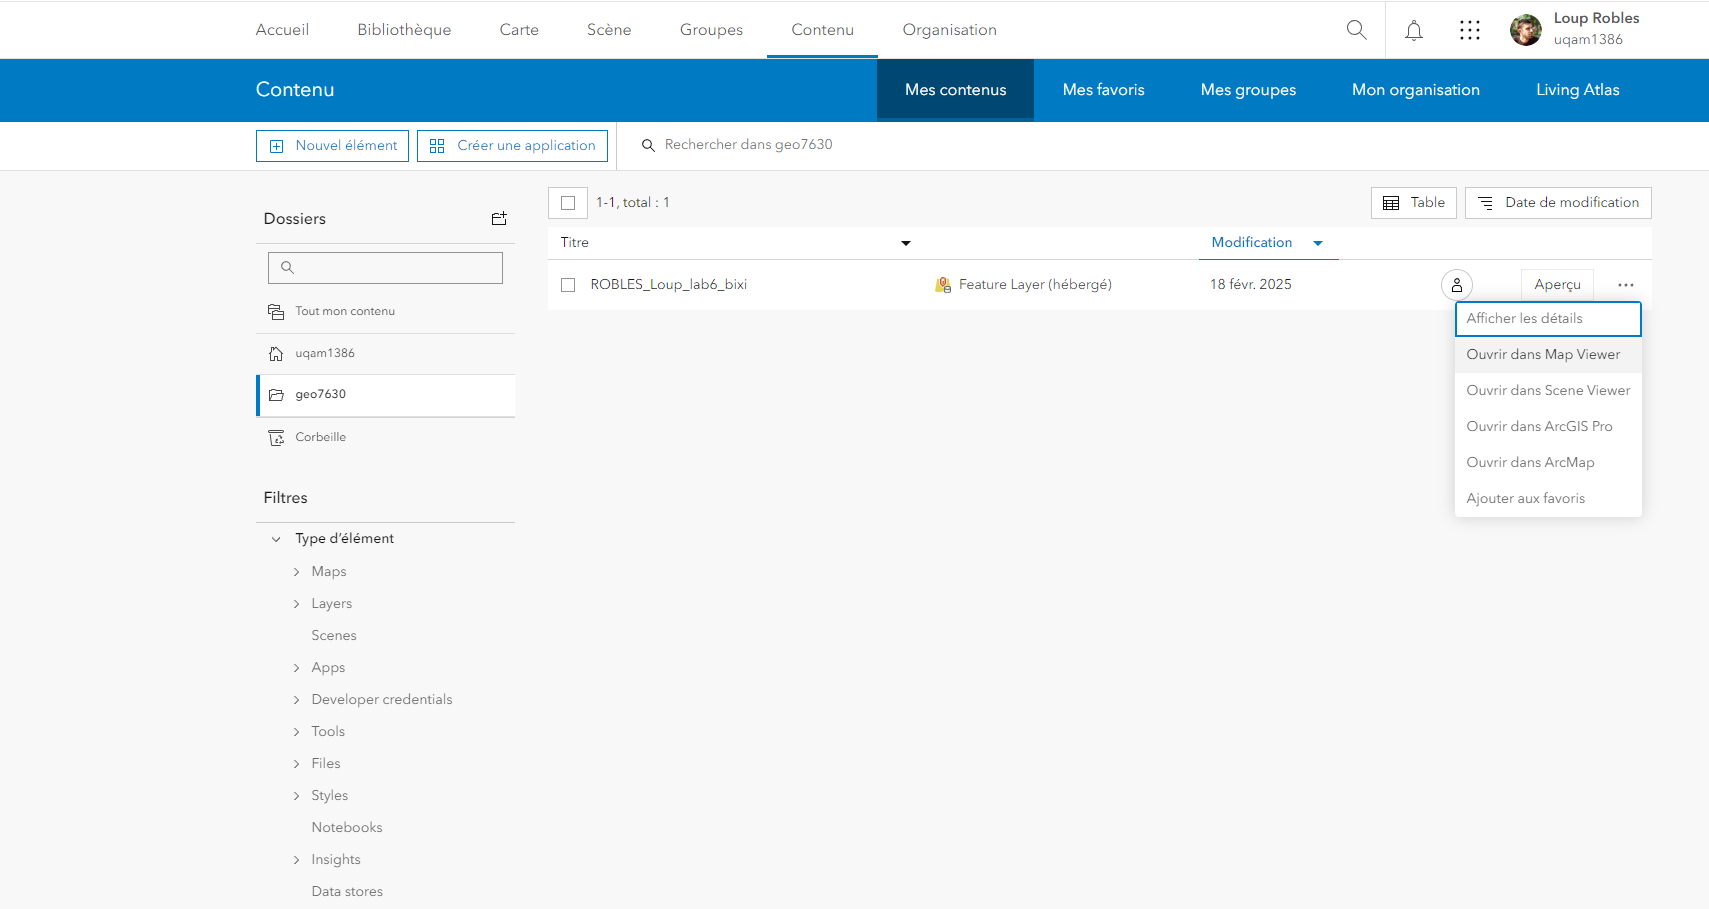 Accueil Bibliothèque Carte Scène Groupes Contenu Organisation
Loup Robles
uqam1386
Contenu Mes contenus Mes favoris Mes groupes Mon organisation Living Atlas
Nouvel élément Créer une application Rechercher dans geo7630
Dossiers
Tout mon contenu
uqam1386
geo7630
Corbeille
Filtres
Type d’élément
Maps
Layers
Scenes
Apps
Developer credentials
Tools
Files
Styles
Notebooks
Insights
Data stores
1-1, total : 1 Table Date de modification
Titre Modification
ROBLES_Loup_lab6_bixi Feature Layer (hébergé) 18 févr. 2025 Aperçu
Afficher les détails
Ouvrir dans Map Viewer
Ouvrir dans Scene Viewer
Ouvrir dans ArcGIS Pro
Ouvrir dans ArcMap
Ajouter aux favoris